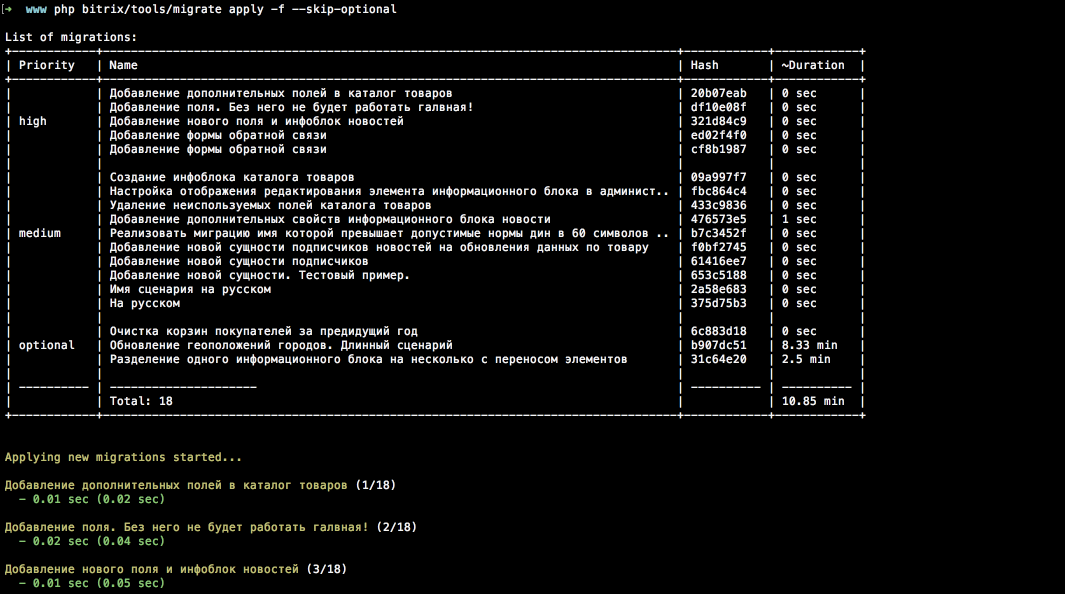 [➜ www php bitrix/tools/migrate apply -f --skip-optional
List of migrations:
| Priority | Name | Hash | ~Duration |
| | Добавление дополнительных полей в каталог товаров | 20b07eab | 0 sec |
| | Добавление поля. Без него не будет работать галвная! | df10e08f | 0 sec |
| high | Добавление нового поля и инфоблок новостей | 321d84c9 | 0 sec |
| | Добавление формы обратной связи | ed02f4f0 | 0 sec |
| | Добавление формы обратной связи | cf8b1987 | 0 sec |
| | Создание инфоблока каталога товаров | 09a997f7 | 0 sec |
| | Настройка отображения редактирования элемента информационного блока в админист.. | fbc864c4 | 0 sec |
| | Удаление неиспользуемых полей каталога товаров | 433c9836 | 0 sec |
| | Добавление дополнительных свойств информационного блока новости | 476573e5 | 1 sec |
| medium | Реализовать миграцию имя которой превышает допустимые нормы дин в 60 символов .. | b7c3452f | 0 sec |
| | Добавление новой сущности подписчиков новостей на обновления данных по товару | f0bf2745 | 0 sec |
| | Добавление новой сущности подписчиков | 61416ee7 | 0 sec |
| | Добавление новой сущности. Тестовый пример. | 653c5188 | 0 sec |
| | Имя сценария на русском | 2a58e683 | 0 sec |
| | На русском | 375d75b3 | 0 sec |
| | Очистка корзин покупателей за предидущий год | 6c883d18 | 0 sec |
| optional | Обновление геоположений городов. Длинный сценарий | b907dc51 | 8.33 min |
| | Разделение одного информационного блока на несколько с переносом элементов | 31c64e20 | 2.5 min |
| ---------- | --------------------- | ---------- | ---------- |
| | Total: 18 | | 10.85 min |
Applying new migrations started...
Добавление дополнительных полей в каталог товаров (1/18)
- 0.01 sec (0.02 sec)
Добавление поля. Без него не будет работать галвная! (2/18)
- 0.02 sec (0.04 sec)
Добавление нового поля и инфоблок новостей (3/18)
- 0.01 sec (0.05 sec)